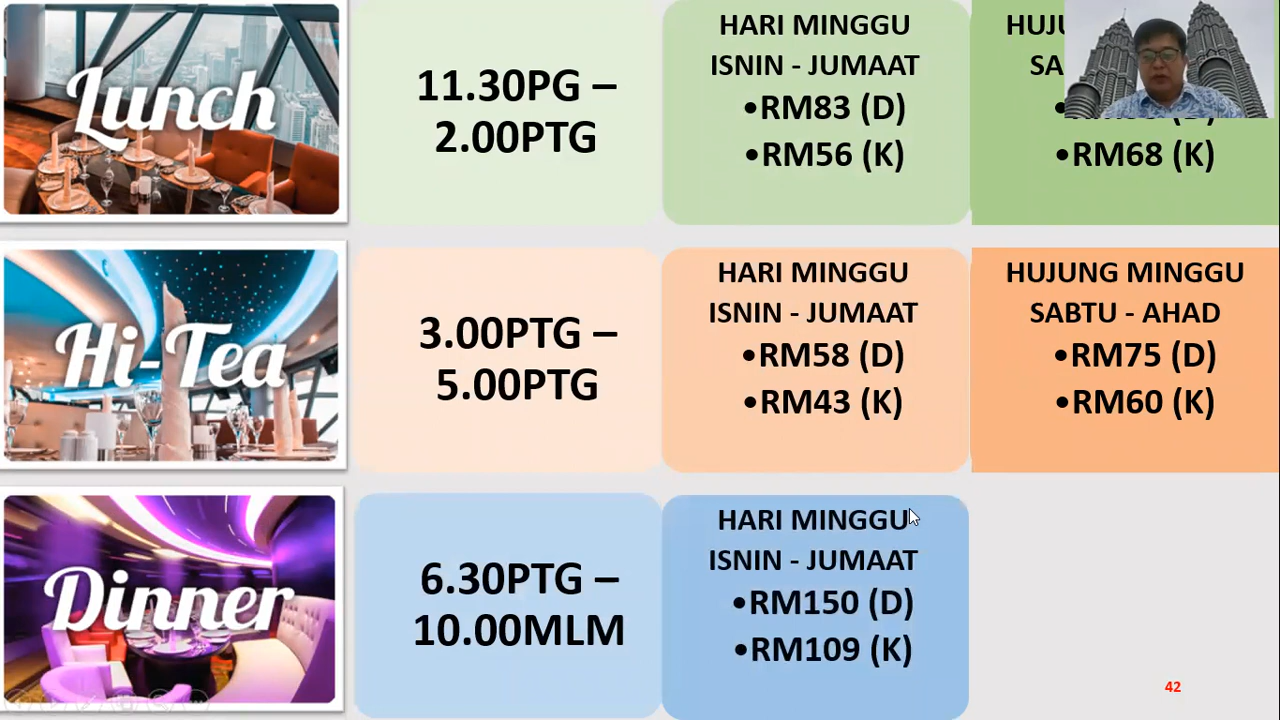 Lunch
11.30PG –
2.00PTG
HARI MINGGU
ISNIN - JUMAAT
•RM83 (D)
•RM56 (K)
•RM68 (K)
Hi-Tea
3.00PTG –
5.00PTG
HARI MINGGU
ISNIN - JUMAAT
•RM58 (D)
•RM43 (K)
HUJUNG MINGGU
SABTU - AHAD
•RM75 (D)
•RM60 (K)
Dinner
6.30PTG –
10.00MLM
HARI MINGGU
ISNIN - JUMAAT
•RM150 (D)
•RM109 (K)
42